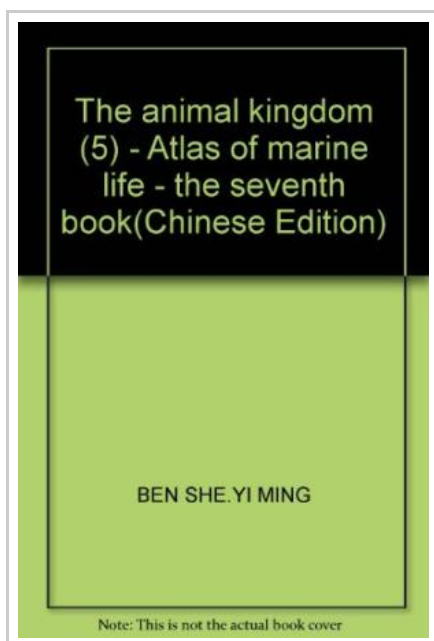 The animal kingdom
(5) - Atlas of marine
life - the seventh
book(Chinese Edition)
BEN SHE.YI MING
Note: This is not the actual book cover